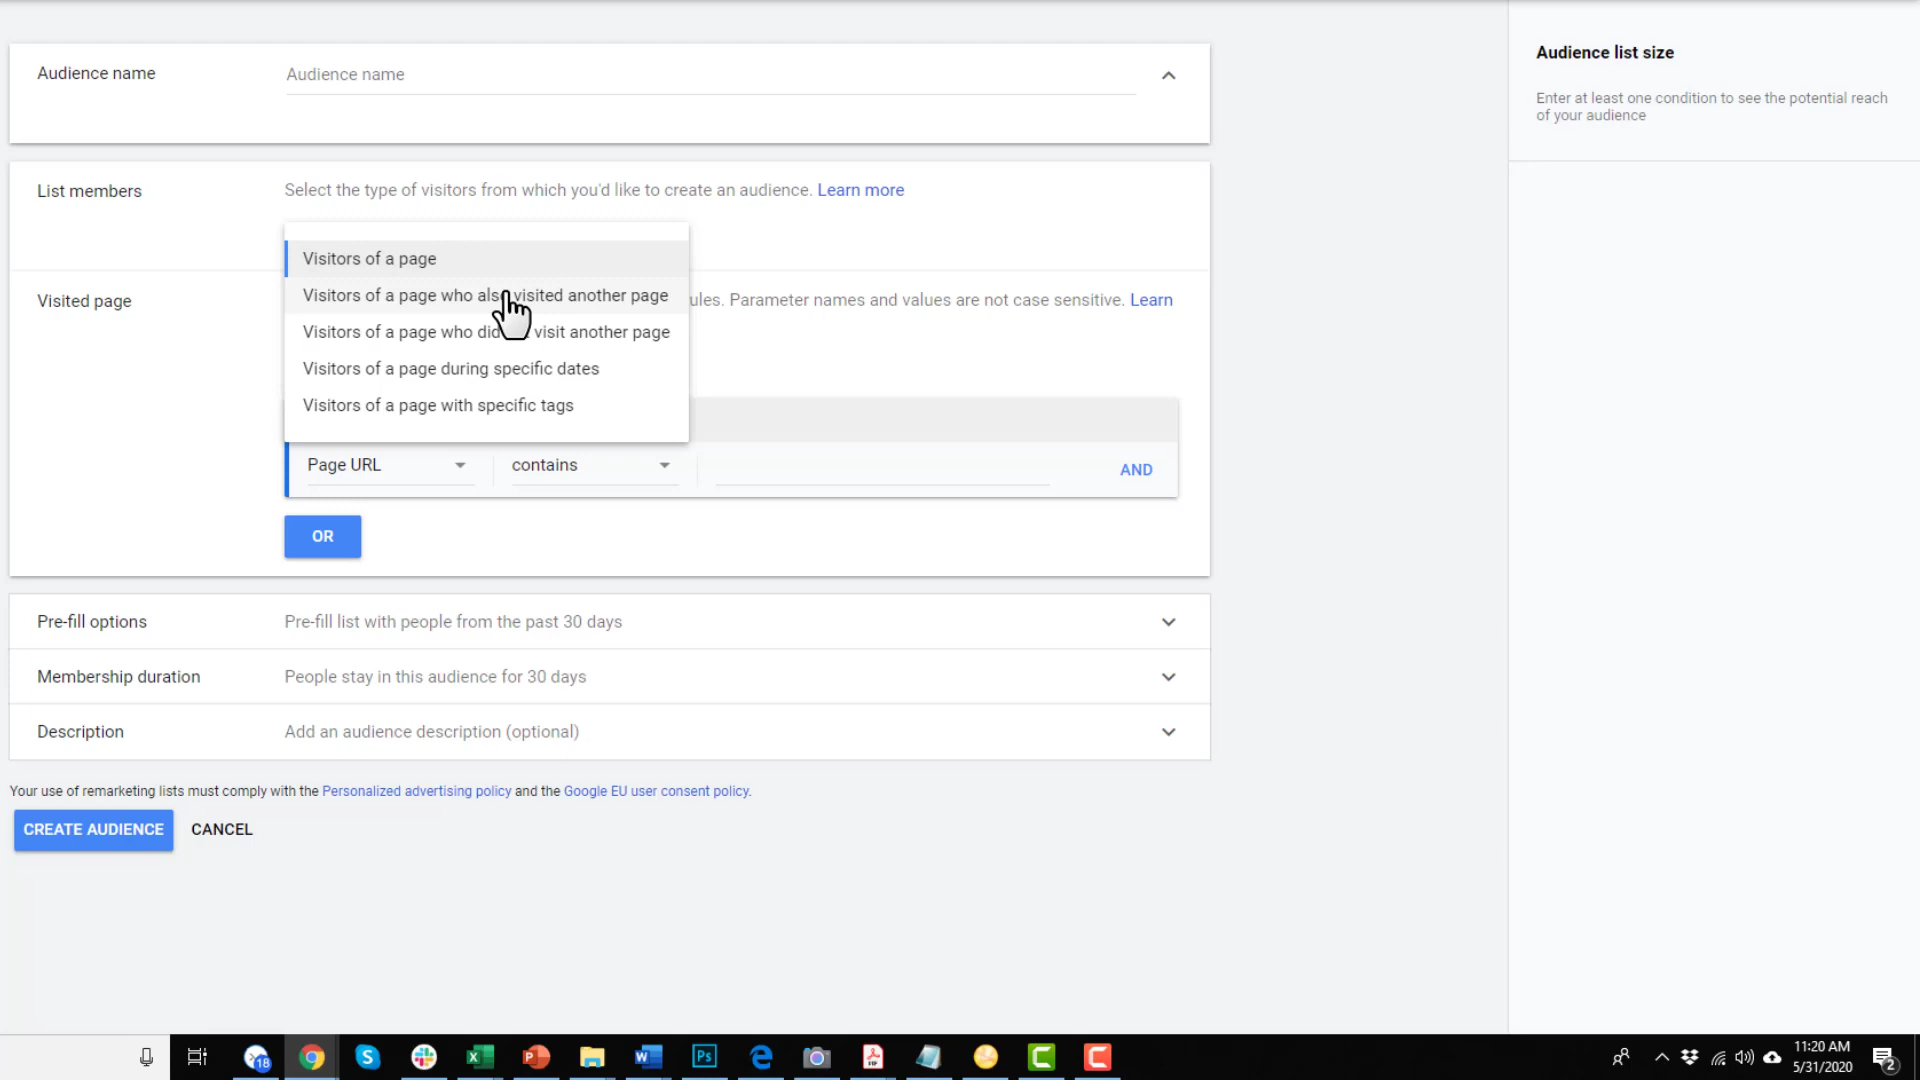 Audience name
Audience name
Audience list size
Enter at least one condition to see the potential reach
of your audience
List members
Select the type of visitors from which you'd like to create an audience. Learn more
Visitors of a page
Visitors of a page who also visited another page
Visited page
ules. Parameter names and values are not case sensitive. Learn
Visitors of a page who did visit another page
Visitors of a page during specific dates
Visitors of a page with specific tags
Page URL
contains
AND
OR
Pre-fill options
Pre-fill list with people from the past 30 days
Membership duration
People stay in this audience for 30 days
Description
Add an audience description (optional)
Your use of remarketing lists must comply with the Personalized advertising policy and the Google EU user consent policy.
CREATE AUDIENCE
CANCEL
18
Ps
11:20 AM
5/31/2020
2